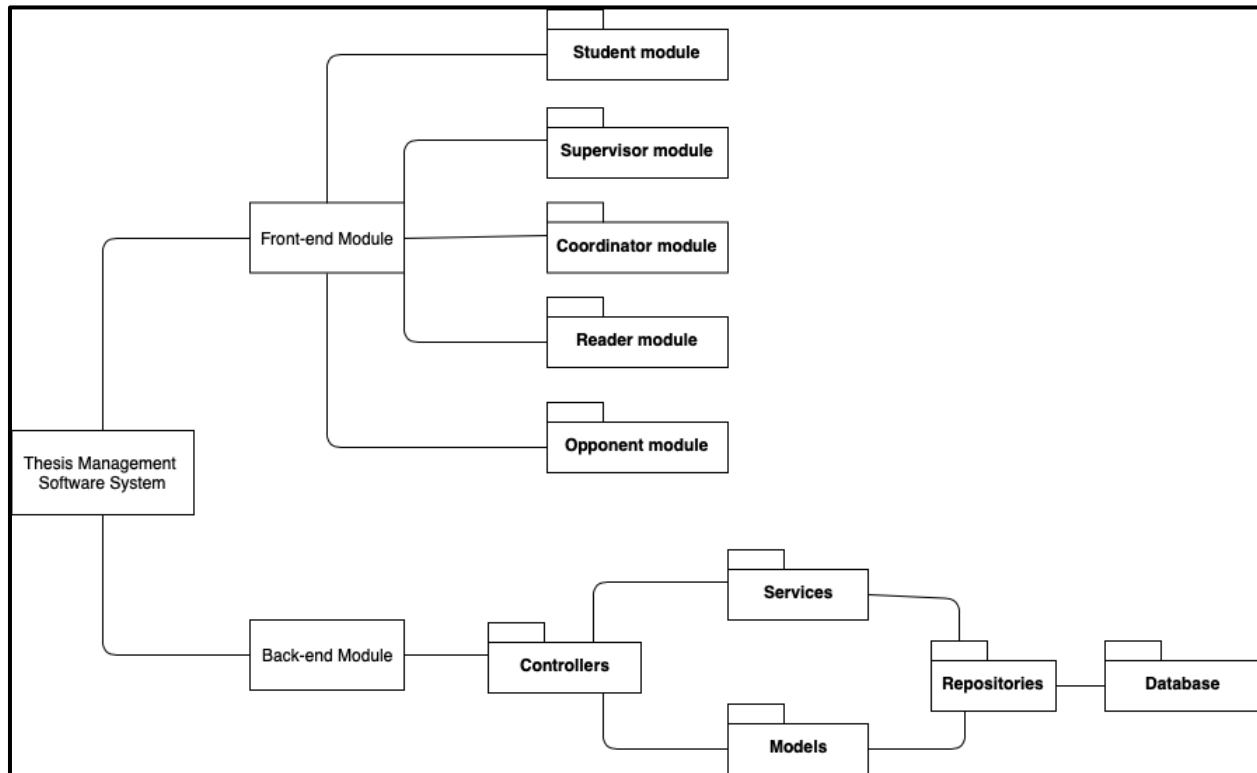 Student module
Supervisor module
Front-end Module
Coordinator module
Reader module
Opponent module
Thesis Management
Software System
Services
Back-end Module
Controllers
Repositories
Database
Models